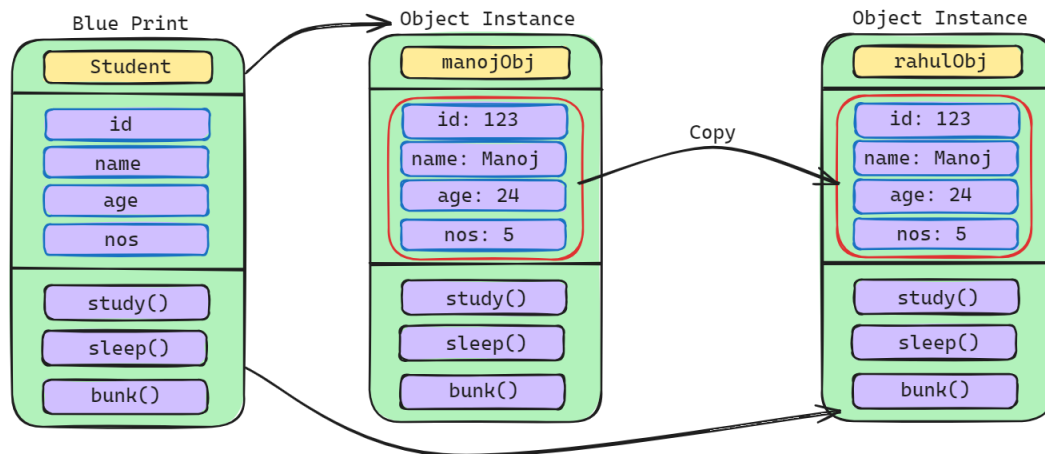 Blue Print
Student
id
name
age
nos
study()
sleep()
bunk()
Object Instance
manojObj
id: 123
name: Manoj
age: 24
nos: 5
study()
sleep()
bunk()
Copy
Object Instance
rahulObj
id: 123
name: Manoj
age: 24
nos: 5
study()
sleep()
bunk()